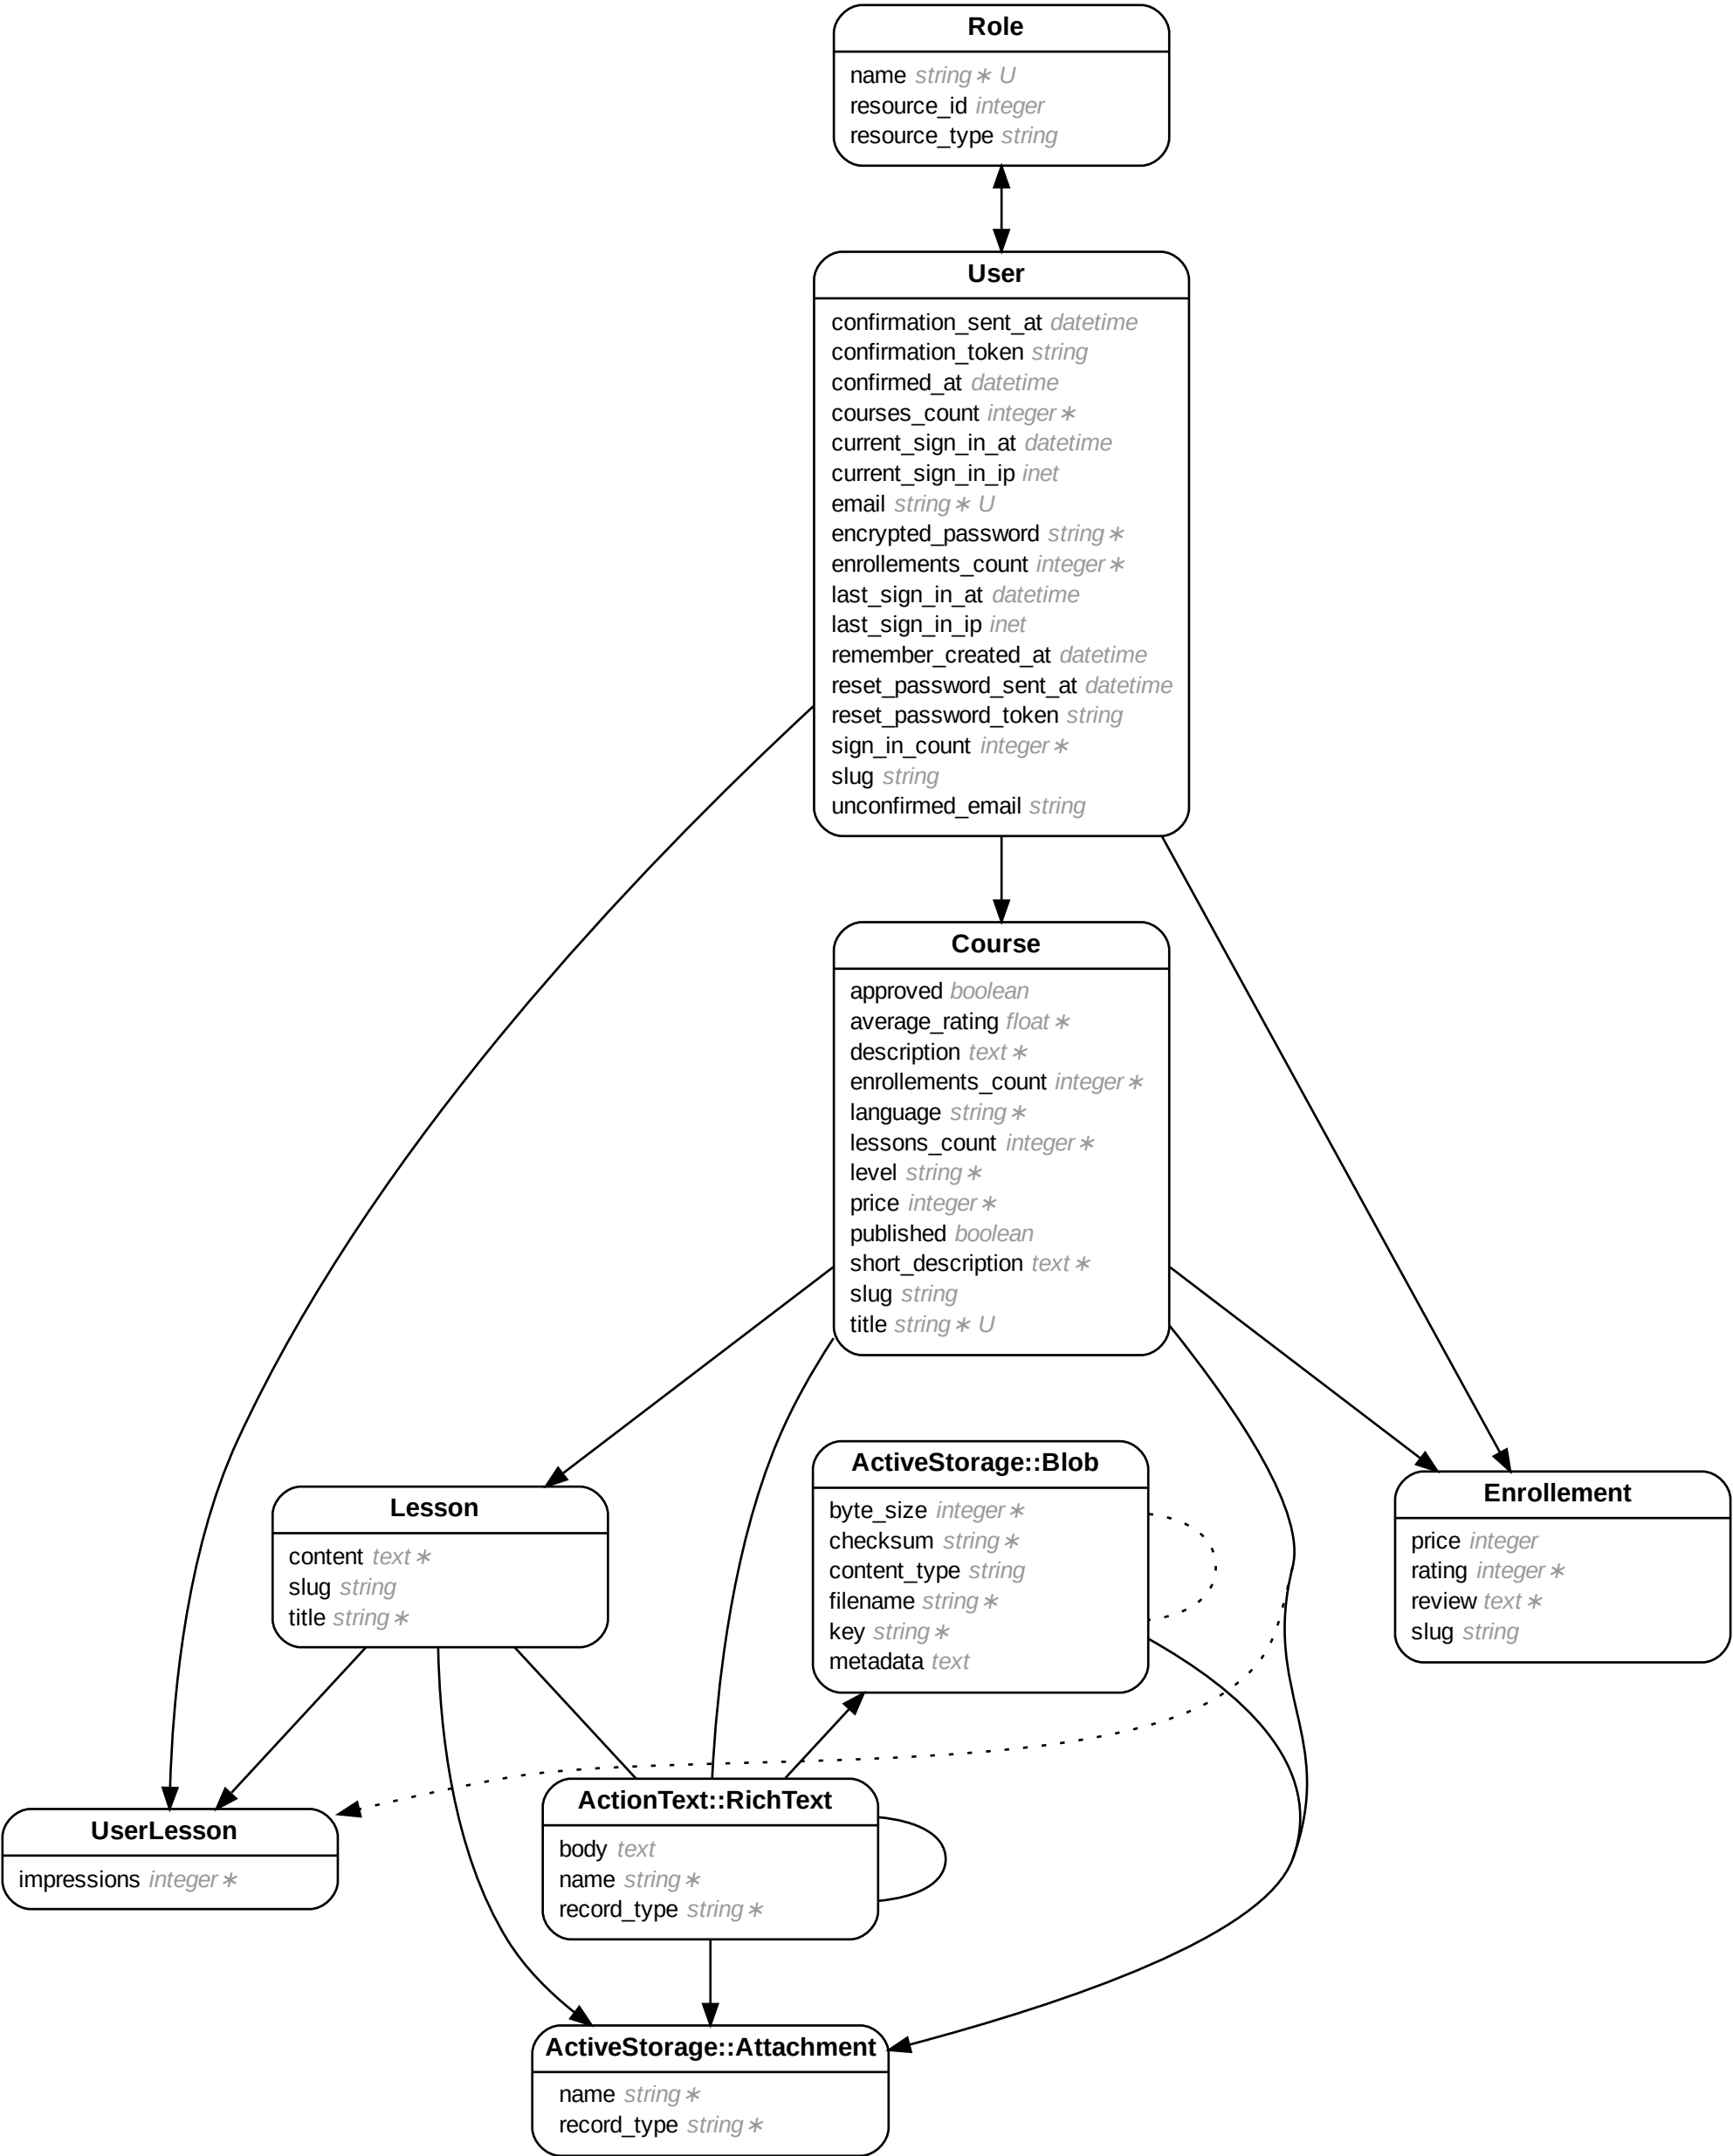 Role
name string∗ U
resource_id integer
resource_type string
User
confirmation_sent_at datetime
confirmation_token string
confirmed_at datetime
courses_count integer∗
current_sign_in_at datetime
current_sign_in_ip inet
email string∗ U
encrypted_password string∗
enrollements_count integer∗
last_sign_in_at datetime
last_sign_in_ip inet
remember_created_at datetime
reset_password_sent_at datetime
reset_password_token string
sign_in_count integer∗
slug string
unconfirmed_email string
Course
approved boolean
average_rating float∗
description text∗
enrollements_count integer∗
language string∗
lessons_count integer∗
level string∗
price integer∗
published boolean
short_description text∗
slug string
title string∗ U
Lesson
content text∗
slug string
title string∗
ActiveStorage::Blob
byte_size integer∗
checksum string∗
content_type string
filename string∗
key string∗
metadata text
Enrollement
price integer
rating integer∗
review text∗
slug string
UserLesson
impressions integer∗
ActionText::RichText
body text
name string∗
record_type string∗
ActiveStorage::Attachment
name string∗
record_type string∗